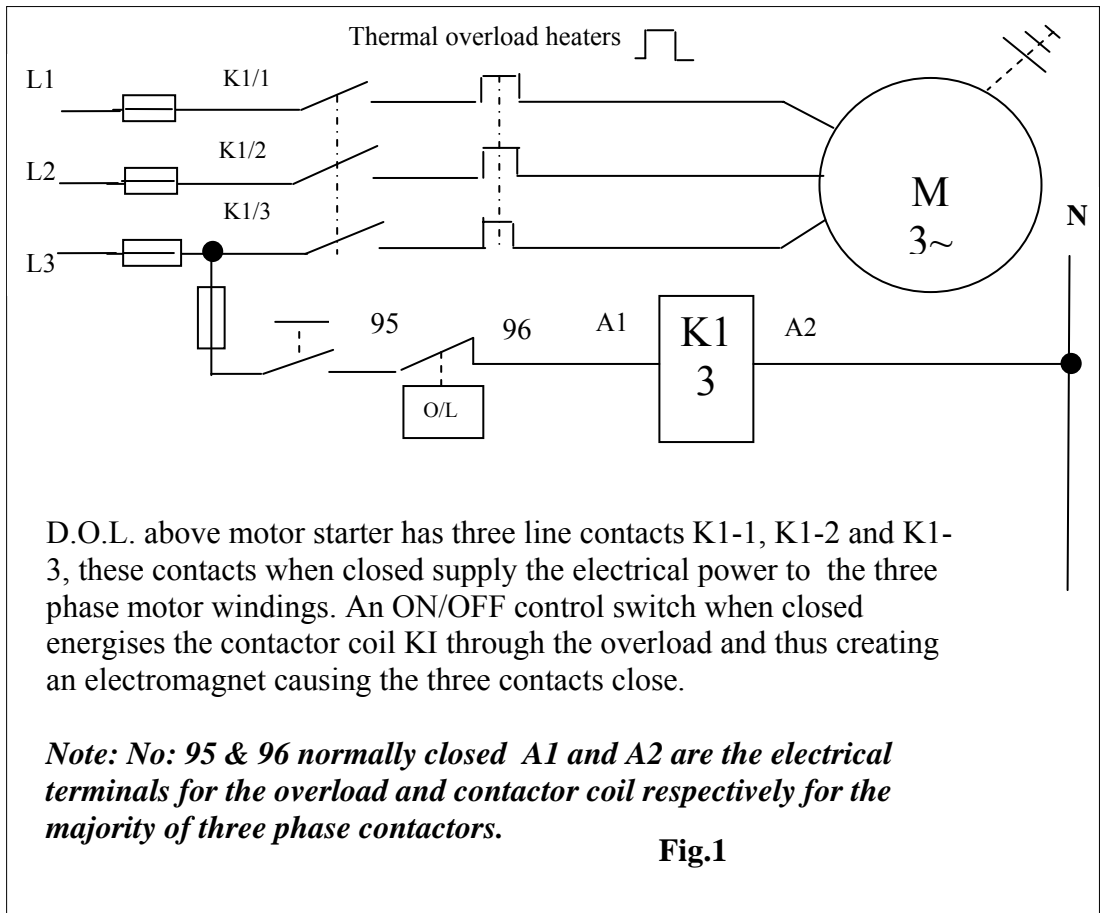 Thermal overload heaters
L1
K1/1
K1/2
L2
M
3~
N
K1/3
L3
95
96
A1
K1
3
A2
O/L
D.O.L. above motor starter has three line contacts K1-1, K1-2 and K1-
3, these contacts when closed supply the electrical power to the three
phase motor windings. An ON/OFF control switch when closed
energises the contactor coil KI through the overload and thus creating
an electromagnet causing the three contacts close.
Note: No: 95 & 96 normally closed A1 and A2 are the electrical
terminals for the overload and contactor coil respectively for the
majority of three phase contactors.
Fig.1